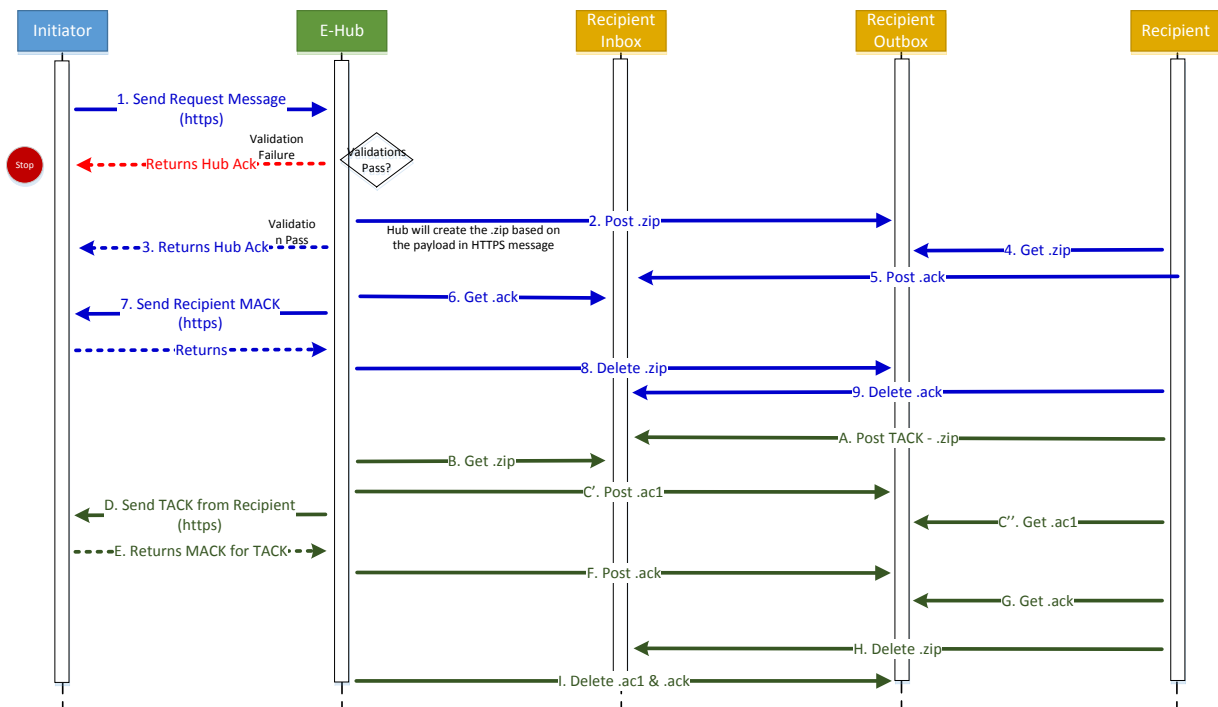 Initiator
E-Hub
Recipient
Inbox
Recipient
Outbox
Recipient
1. Send Request Message
(https)
Validation
Failure
Validations
Pass?
Stop
Returns Hub Ack
2. Post .zip
Validatio
n Pass
Hub will create the .zip based on
the payload in HTTPS message
3. Returns Hub Ack
4. Get .zip
5. Post .ack
6. Get .ack
7. Send Recipient MACK
(https)
Returns
8. Delete .zip
9. Delete .ack
A. Post TACK - .zip
B. Get .zip
C'. Post .ac1
D. Send TACK from Recipient
(https)
C''. Get .ac1
E. Returns MACK for TACK
F. Post .ack
G. Get .ack
H. Delete .zip
I. Delete .ac1 & .ack